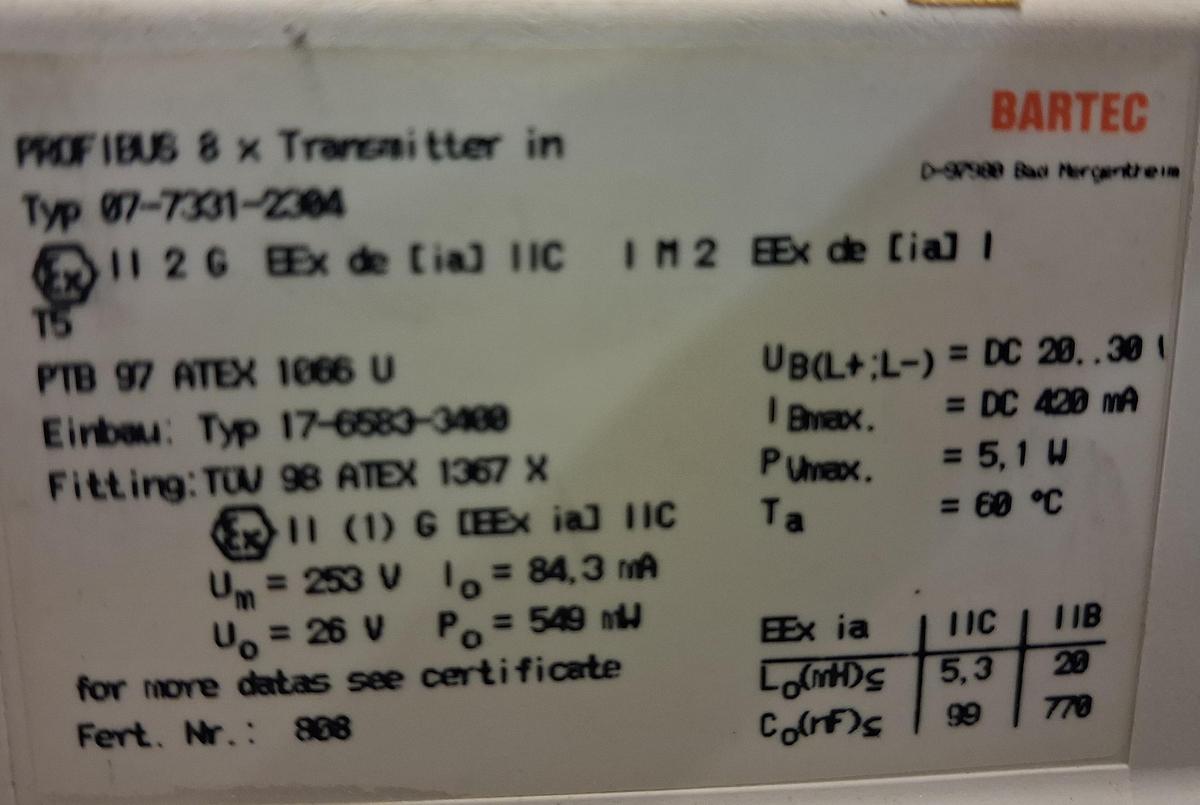 BARTEC
D-97980 Bad Mergentheim
PROFIBUS 8 x Transmitter in
Typ 07-7331-2304
Ex II 2 G EEx de [ia] IIC I M 2 EEx de [ia] I
T5
PTB 97 ATEX 1066 U
Einbau: Typ 17-6583-3400
Fitting: TÜV 98 ATEX 1367 X
Ex II (1) G [EEx ia] IIC
Um = 253 V Io = 84,3 mA
Uo = 26 V Po = 549 mW
for more datas see certificate
Fert. Nr.: 808
UB(L+;L-) = DC 20..30
I Bmax. = DC 420 mA
P Vmax. = 5,1 W
Ta = 60 °C
EEx ia IIC IIB
Lo(mH)≤ 5,3 20
Co(nF)≤ 99 770